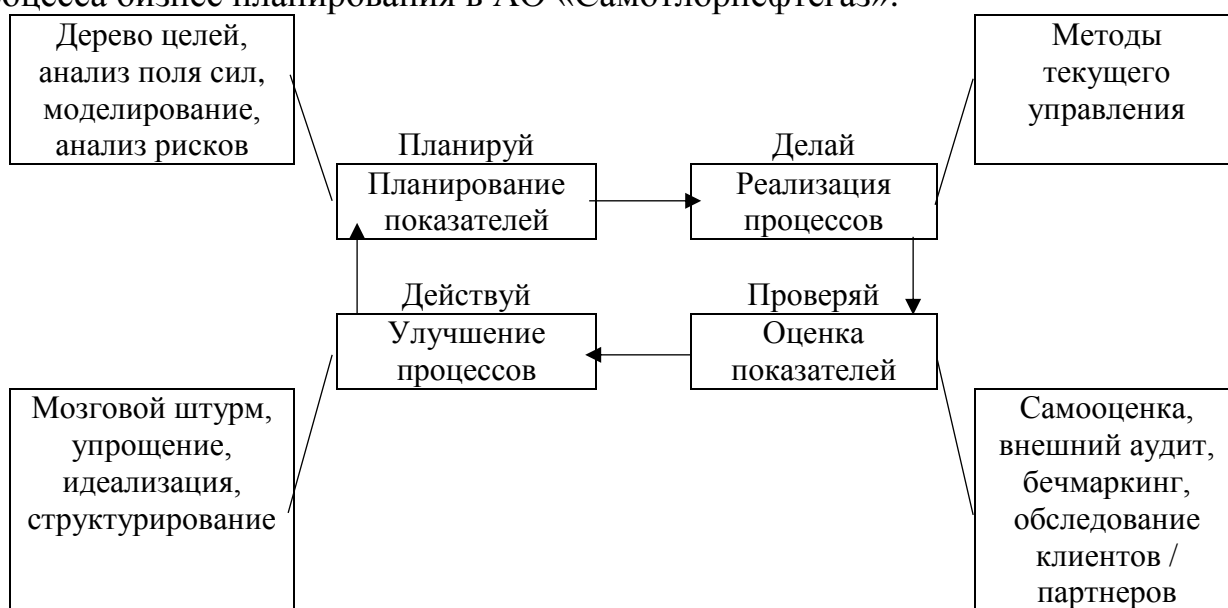 процесса бизнес планирования в АО «Самотлорнефтегаз».
Дерево целей,
анализ поля сил,
моделирование,
анализ рисков
Методы
текущего
управления
Планируй
Планирование
показателей
Делай
Реализация
процессов
Действуй
Улучшение
процессов
Проверяй
Оценка
показателей
Мозговой штурм,
упрощение,
идеализация,
структурирование
Самооценка,
внешний аудит,
бечмаркинг,
обследование
клиентов /
партнеров